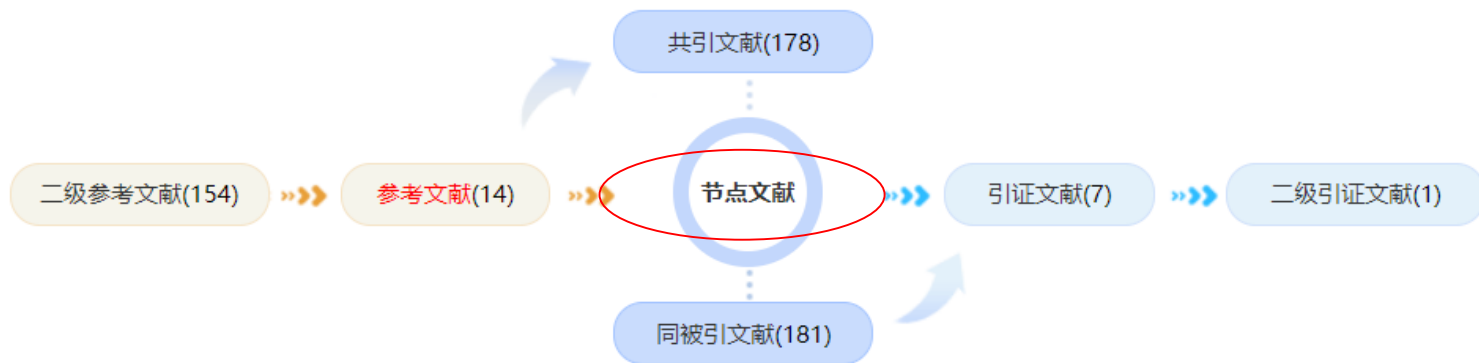 共引文献(178)
二级参考文献(154)
参考文献(14)
节点文献
引证文献(7)
二级引证文献(1)
同被引文献(181)